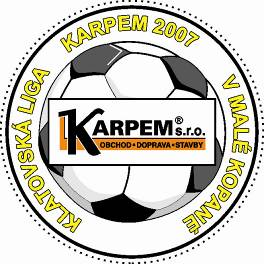 KLATOVSKÁ LIGA KARPEM 2007 V MALÉ KOPANÉ
KARPEM®
s.r.o.
OBCHOD•DOPRAVA•STAVBY